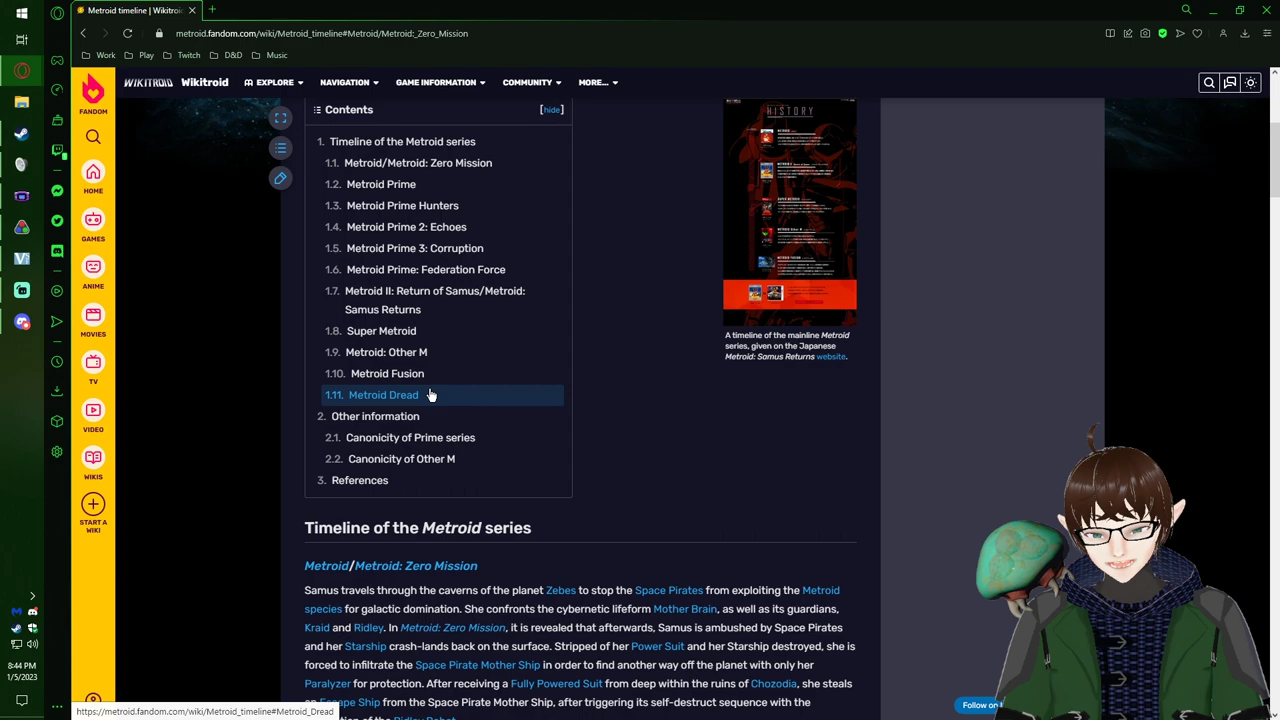 Metroid timeline | Wikitroid
metroid.fandom.com/wiki/Metroid_timeline#Metroid/Metroid:_Zero_Mission
Work Play Twitch D&D Music
FANDOM
WIKITROID Wikitroid EXPLORE NAVIGATION GAME INFORMATION COMMUNITY MORE...
HOME
GAMES
ANIME
MOVIES
TV
VIDEO
WIKIS
START A
WIKI
Contents [hide]
1. Timeline of the Metroid series
1.1. Metroid/Metroid: Zero Mission
1.2. Metroid Prime
1.3. Metroid Prime Hunters
1.4. Metroid Prime 2: Echoes
1.5. Metroid Prime 3: Corruption
1.6.
1.7. Return of Samus/Metroid:
Returns
1.8. Super Metroid
1.9. Metroid: Other M
1.10. Metroid Fusion
1.11. Metroid Dread
2. Other information
2.1. Canonicity of Prime series
2.2. Canonicity of Other M
3. References
HISTORY
A timeline of the mainline Metroid
series, given on the Japanese
Metroid: Samus Returns website.
Timeline of the Metroid series
Metroid/Metroid: Zero Mission
Samus travels through the caverns of the planet Zebes to stop the Space Pirates from exploiting the Metroid
species for galactic domination. She confronts the cybernetic lifeform Mother Brain, as well as its guardians,
Kraid and Ridley. In Metroid: Zero Mission, it is revealed that afterwards, Samus is ambushed by Space Pirates
and her Starship crashes back on the surface. Stripped of her Power Suit and her Starship destroyed, she is
forced to infiltrate the Space Pirate Mother Ship in order to find another way off the planet with only her
Paralyzer for protection. After receiving a Fully Powered Suit from deep within the ruins of Chozodia, she steals
an Escape Ship from the Space Pirates after triggering its self-destruct sequence with the
Follow on
8:44 PM
1/5/2023
https://metroid.fandom.com/wiki/Metroid_timeline#Metroid_Dread